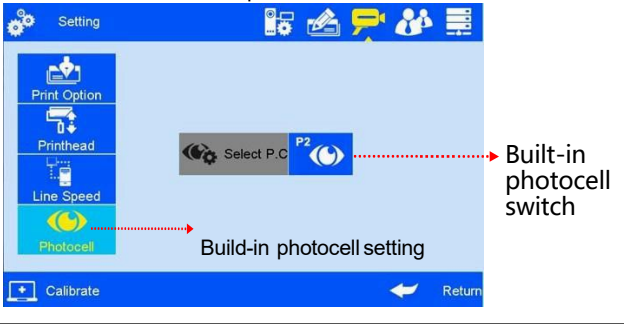 Setting
Print Option
Printhead
Select P.C
P2
Built-in
photocell
switch
Line Speed
Photocell
Build-in photocell setting
Calibrate
Return